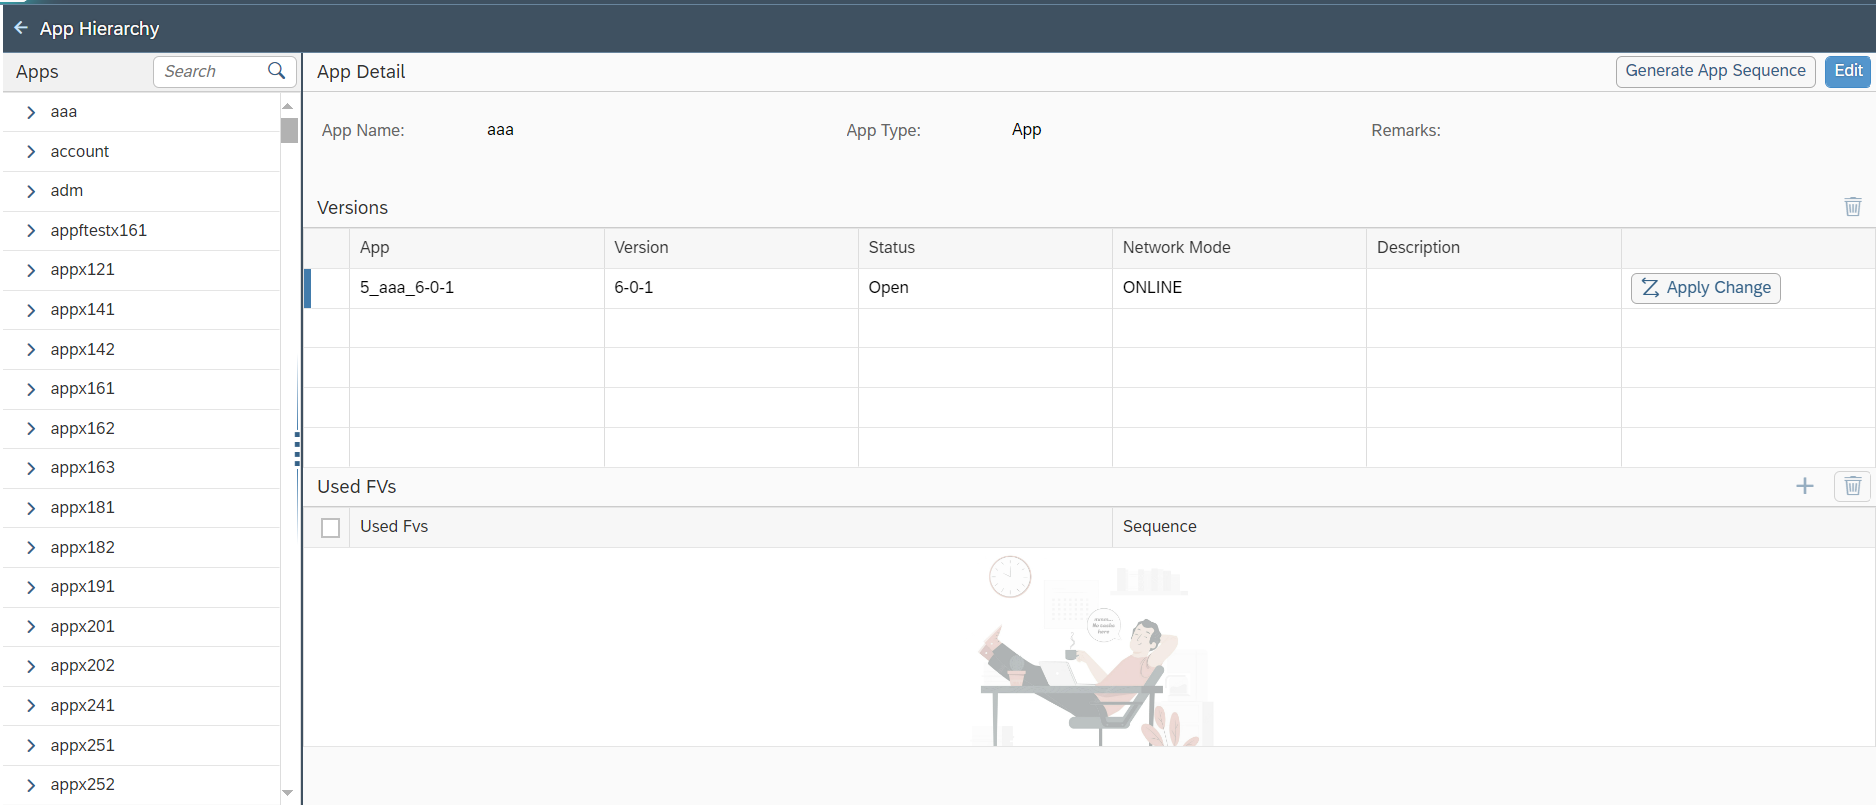 App Hierarchy
Apps
Search
App Detail
Generate App Sequence
Edit
aaa
account
adm
appftestx161
appx121
appx141
appx142
appx161
appx162
appx163
appx181
appx182
appx191
appx201
appx202
appx241
appx251
appx252
App Name: aaa
App Type: App
Remarks:
Versions
App Version Status Network Mode Description
5_aaa_6-0-1 6-0-1 Open ONLINE Apply Change
Used FVs
Used Fvs Sequence